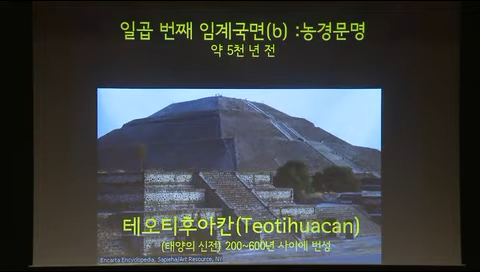 일곱 번째 임계국면(b) :농경문명
약 5천 년 전
테오티후아칸(Teotihuacan)
(태양의 신전) 200~600년 사이에 번성
Encarta Encyclopedia, Sapieha/Art Resource, NY